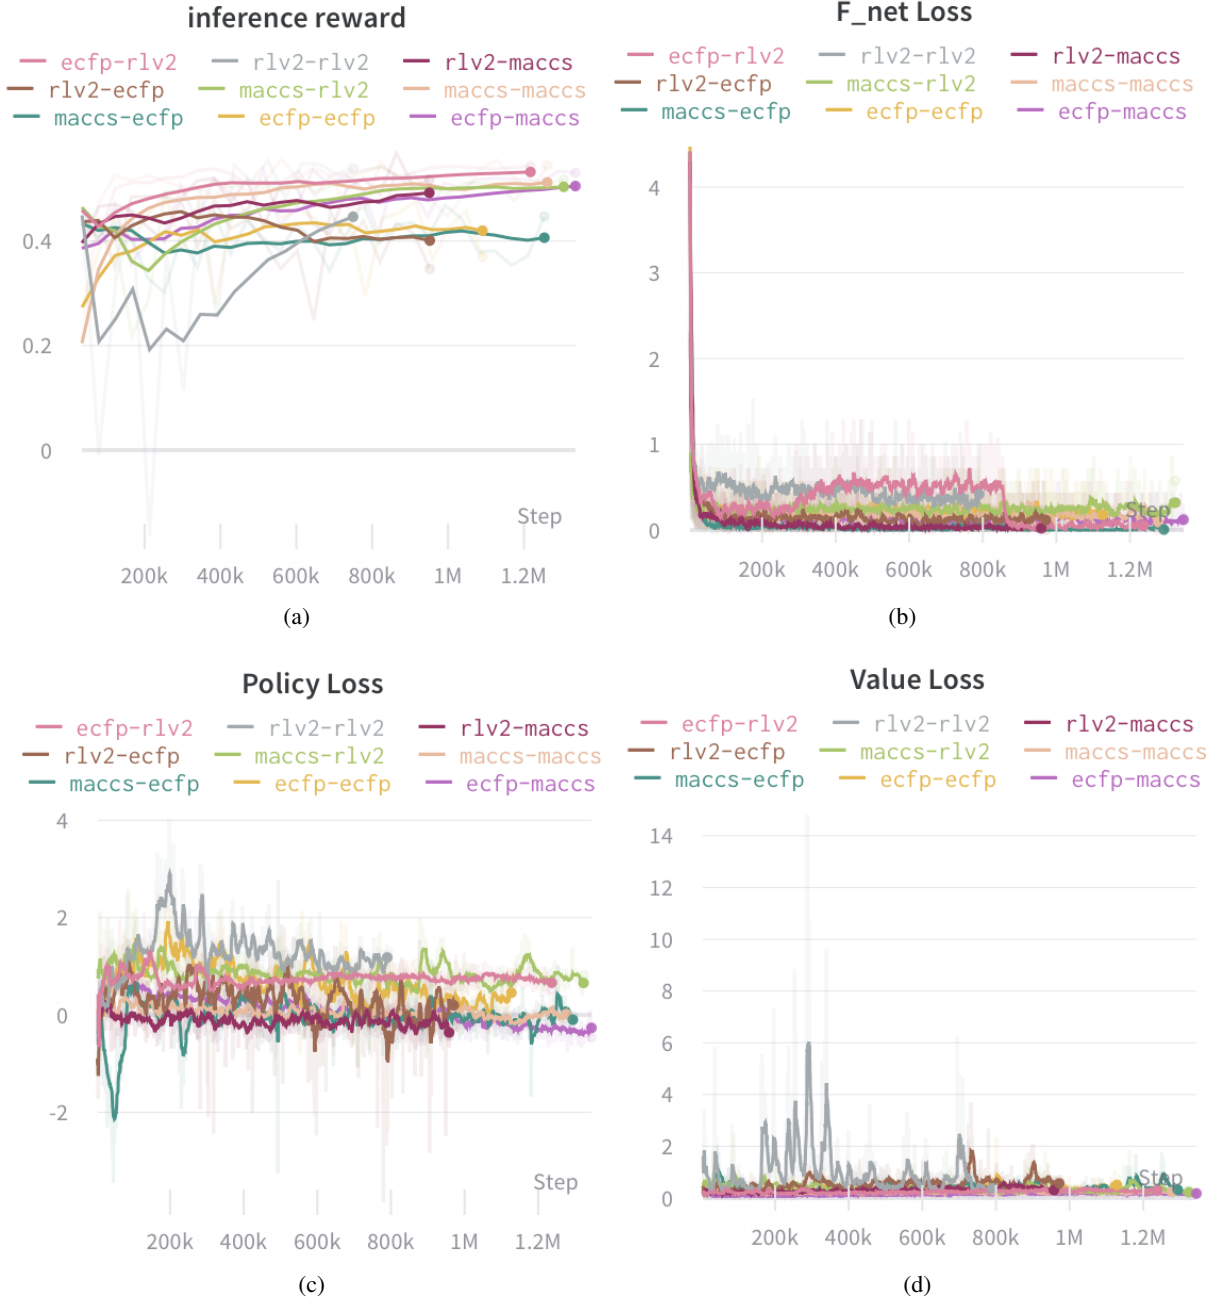 inference reward
ecfp-rlv2 rlv2-rlv2 rlv2-maccs
rlv2-ecfp maccs-rlv2 maccs-maccs
maccs-ecfp ecfp-ecfp ecfp-maccs
0.4
0.2
0
Step
200k 400k 600k 800k 1M 1.2M
(a)
F_net Loss
ecfp-rlv2 rlv2-rlv2 rlv2-maccs
rlv2-ecfp maccs-rlv2 maccs-maccs
maccs-ecfp ecfp-ecfp ecfp-maccs
4
3
2
1
Step
0
200k 400k 600k 800k 1M 1.2M
(b)
Policy Loss
ecfp-rlv2 rlv2-rlv2 rlv2-maccs
rlv2-ecfp maccs-rlv2 maccs-maccs
maccs-ecfp ecfp-ecfp ecfp-maccs
4
2
0
-2
Step
200k 400k 600k 800k 1M 1.2M
(c)
Value Loss
ecfp-rlv2 rlv2-rlv2 rlv2-maccs
rlv2-ecfp maccs-rlv2 maccs-maccs
maccs-ecfp ecfp-ecfp ecfp-maccs
14
12
10
8
6
4
2
Step
0
200k 400k 600k 800k 1M 1.2M
(d)